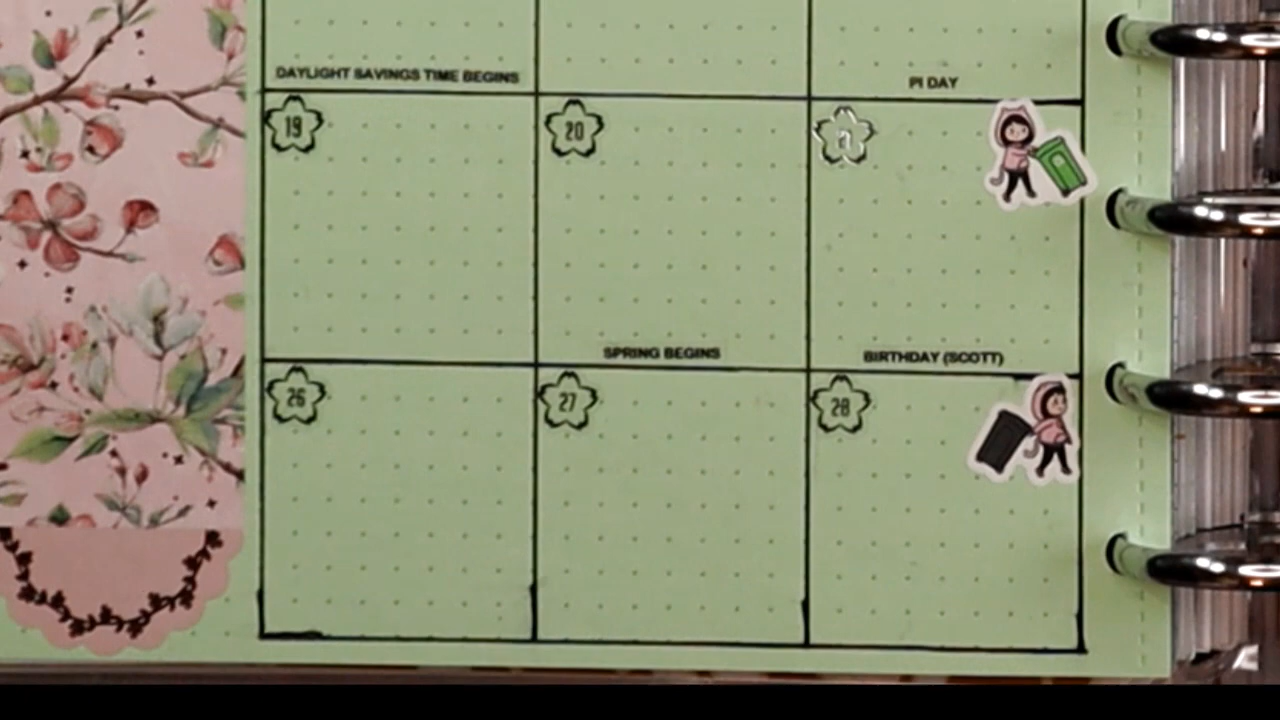 DAYLIGHT SAVINGS TIME BEGINS
PI DAY
19
20
SPRING BEGINS
BIRTHDAY (SCOTT)
26
27
28